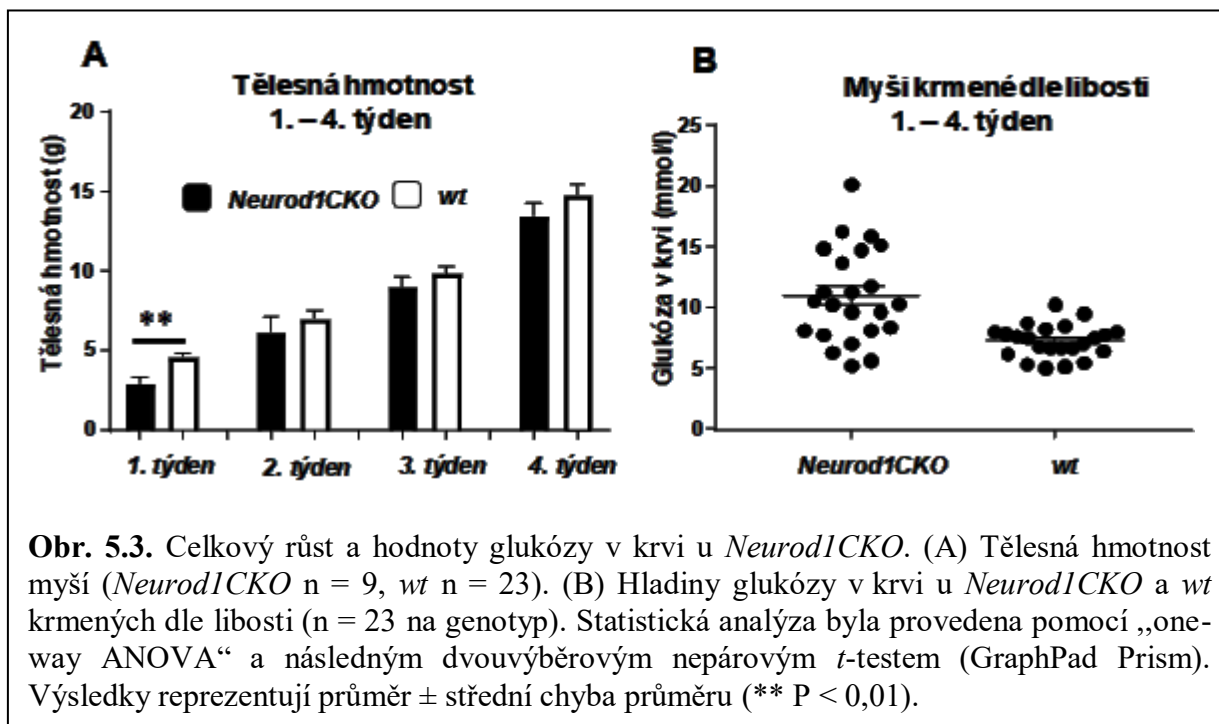 A
Tělesná hmotnost
1. – 4. týden
Tělesná hmotnost (g)
20
15
10
5
0
Neurod1CKO
wt
**
1. týden
2. týden
3. týden
4. týden
B
Myši krmené dle libosti
1. – 4. týden
Glukóza v krvi (mmol/l)
25
20
15
10
5
0
Neurod1CKO
wt
Obr. 5.3. Celkový růst a hodnoty glukózy v krvi u Neurod1CKO. (A) Tělesná hmotnost
myší (Neurod1CKO n = 9, wt n = 23). (B) Hladiny glukózy v krvi u Neurod1CKO a wt
krmených dle libosti (n = 23 na genotyp). Statistická analýza byla provedena pomocí ,,one-
way ANOVA“ a následným dvouvýběrovým nepárovým t-testem (GraphPad Prism).
Výsledky reprezentují průměr ± střední chyba průměru (** P < 0,01).